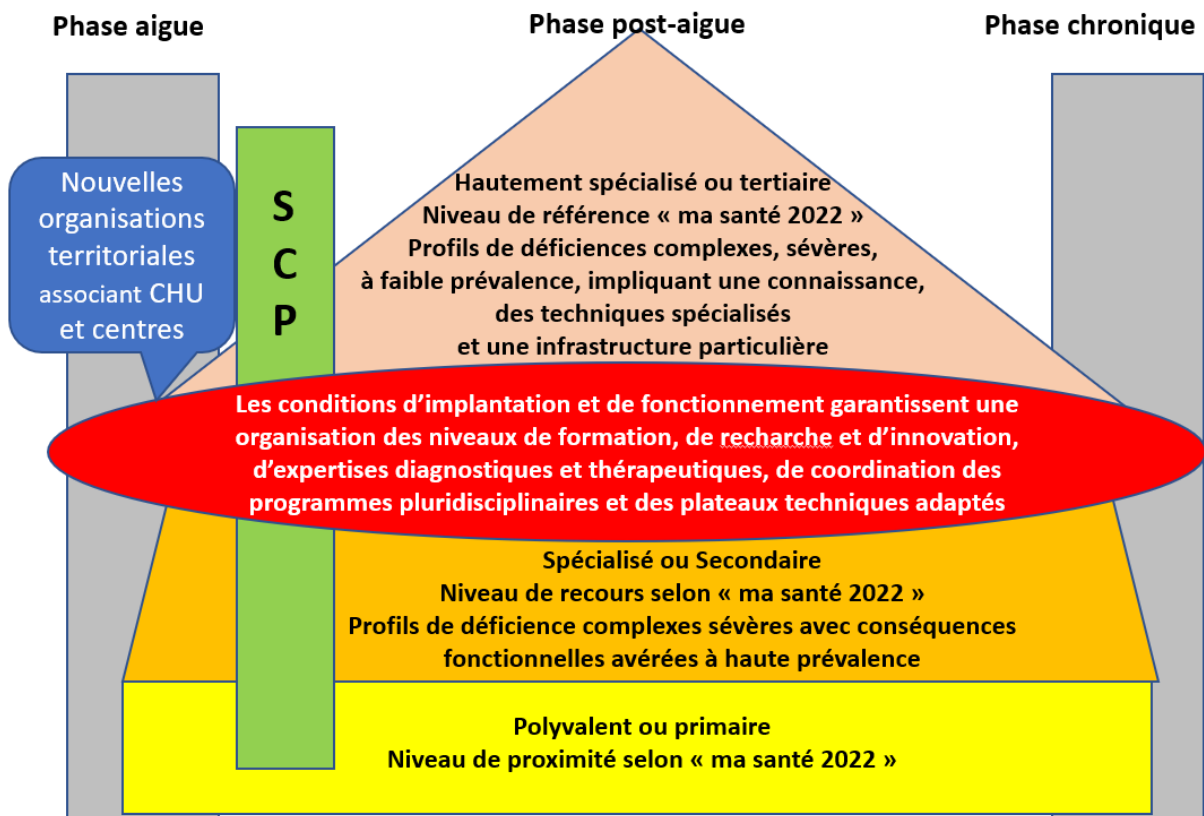 Phase aigue
Phase post-aigue
Phase chronique
Nouvelles
organisations
territoriales
associant CHU
et centres
S
C
P
Hautement spécialisé ou tertiaire
Niveau de référence « ma santé 2022 »
Profils de déficiences complexes, sévères,
à faible prévalence, impliquant une connaissance,
des techniques spécialisés
et une infrastructure particulière
Les conditions d’implantation et de fonctionnement garantissent une
organisation des niveaux de formation, de recharche et d’innovation,
d’expertises diagnostiques et thérapeutiques, de coordination des
programmes pluridisciplinaires et des plateaux techniques adaptés
Spécialisé ou Secondaire
Niveau de recours selon « ma santé 2022 »
Profils de déficience complexes sévères avec conséquences
fonctionnelles avérées à haute prévalence
Polyvalent ou primaire
Niveau de proximité selon « ma santé 2022 »